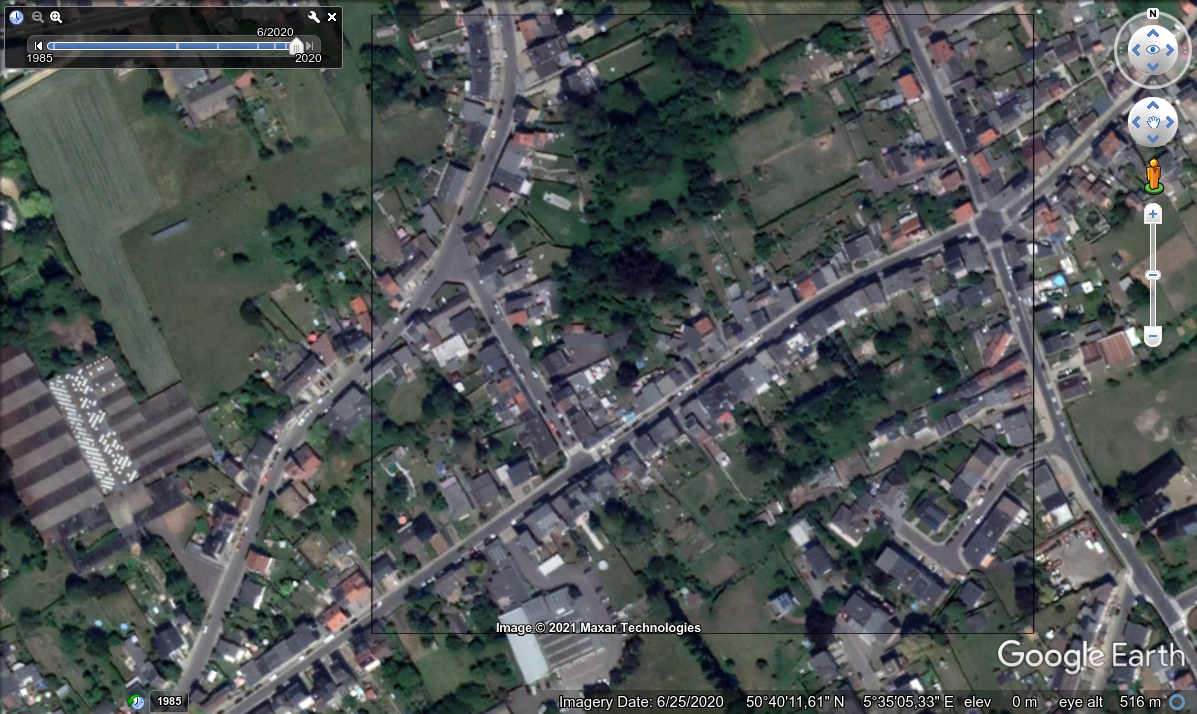 6/2020
1985
2020
N
Image © 2021 Maxar Technologies
Google Earth
1985
Imagery Date: 6/25/2020 50°40'11,61" N 5°35'05,33" E elev 0 m eye alt 516 m